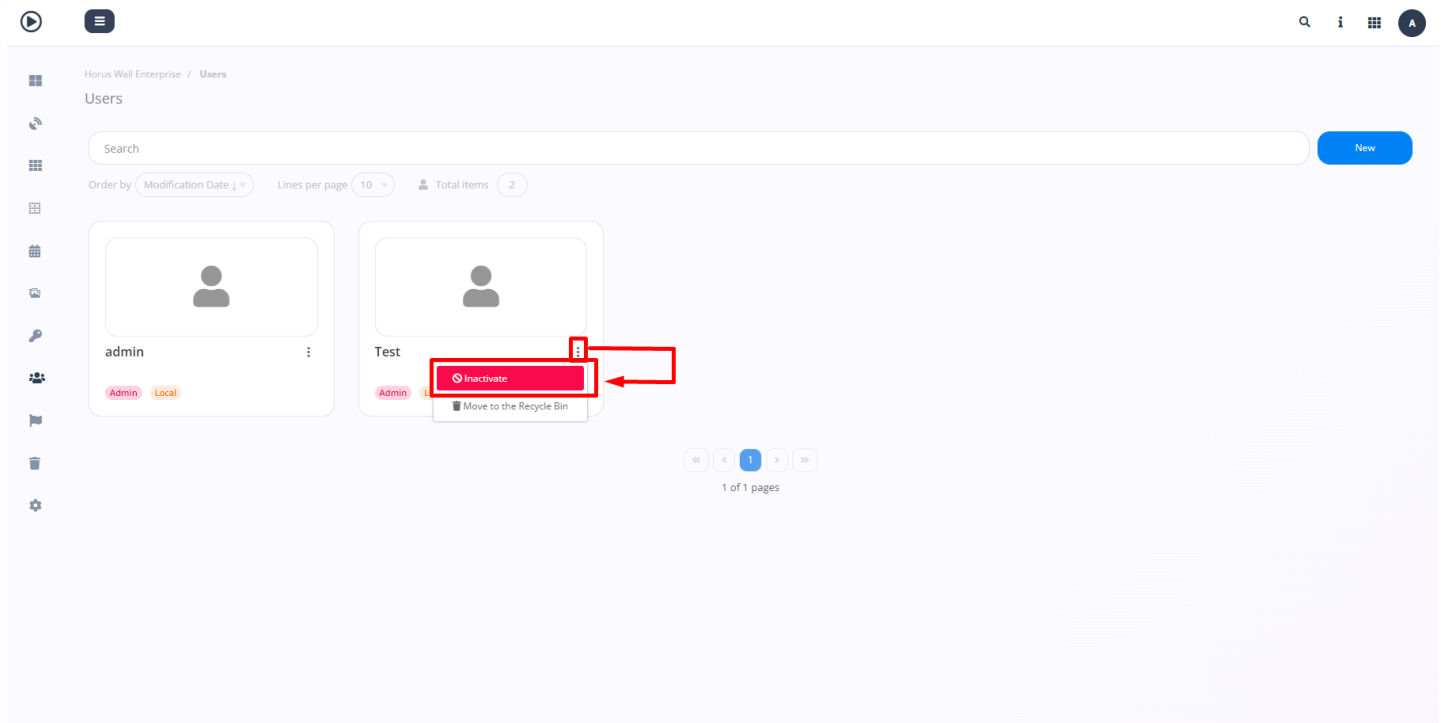 A
Horus Wall Enterprise / Users
Users
Search
New
Order by Modification Date ↓ Lines per page 10 Total items 2
admin
Test
Inactivate
Admin Local
Admin
Move to the Recycle Bin
« ‹ 1 › »
1 of 1 pages